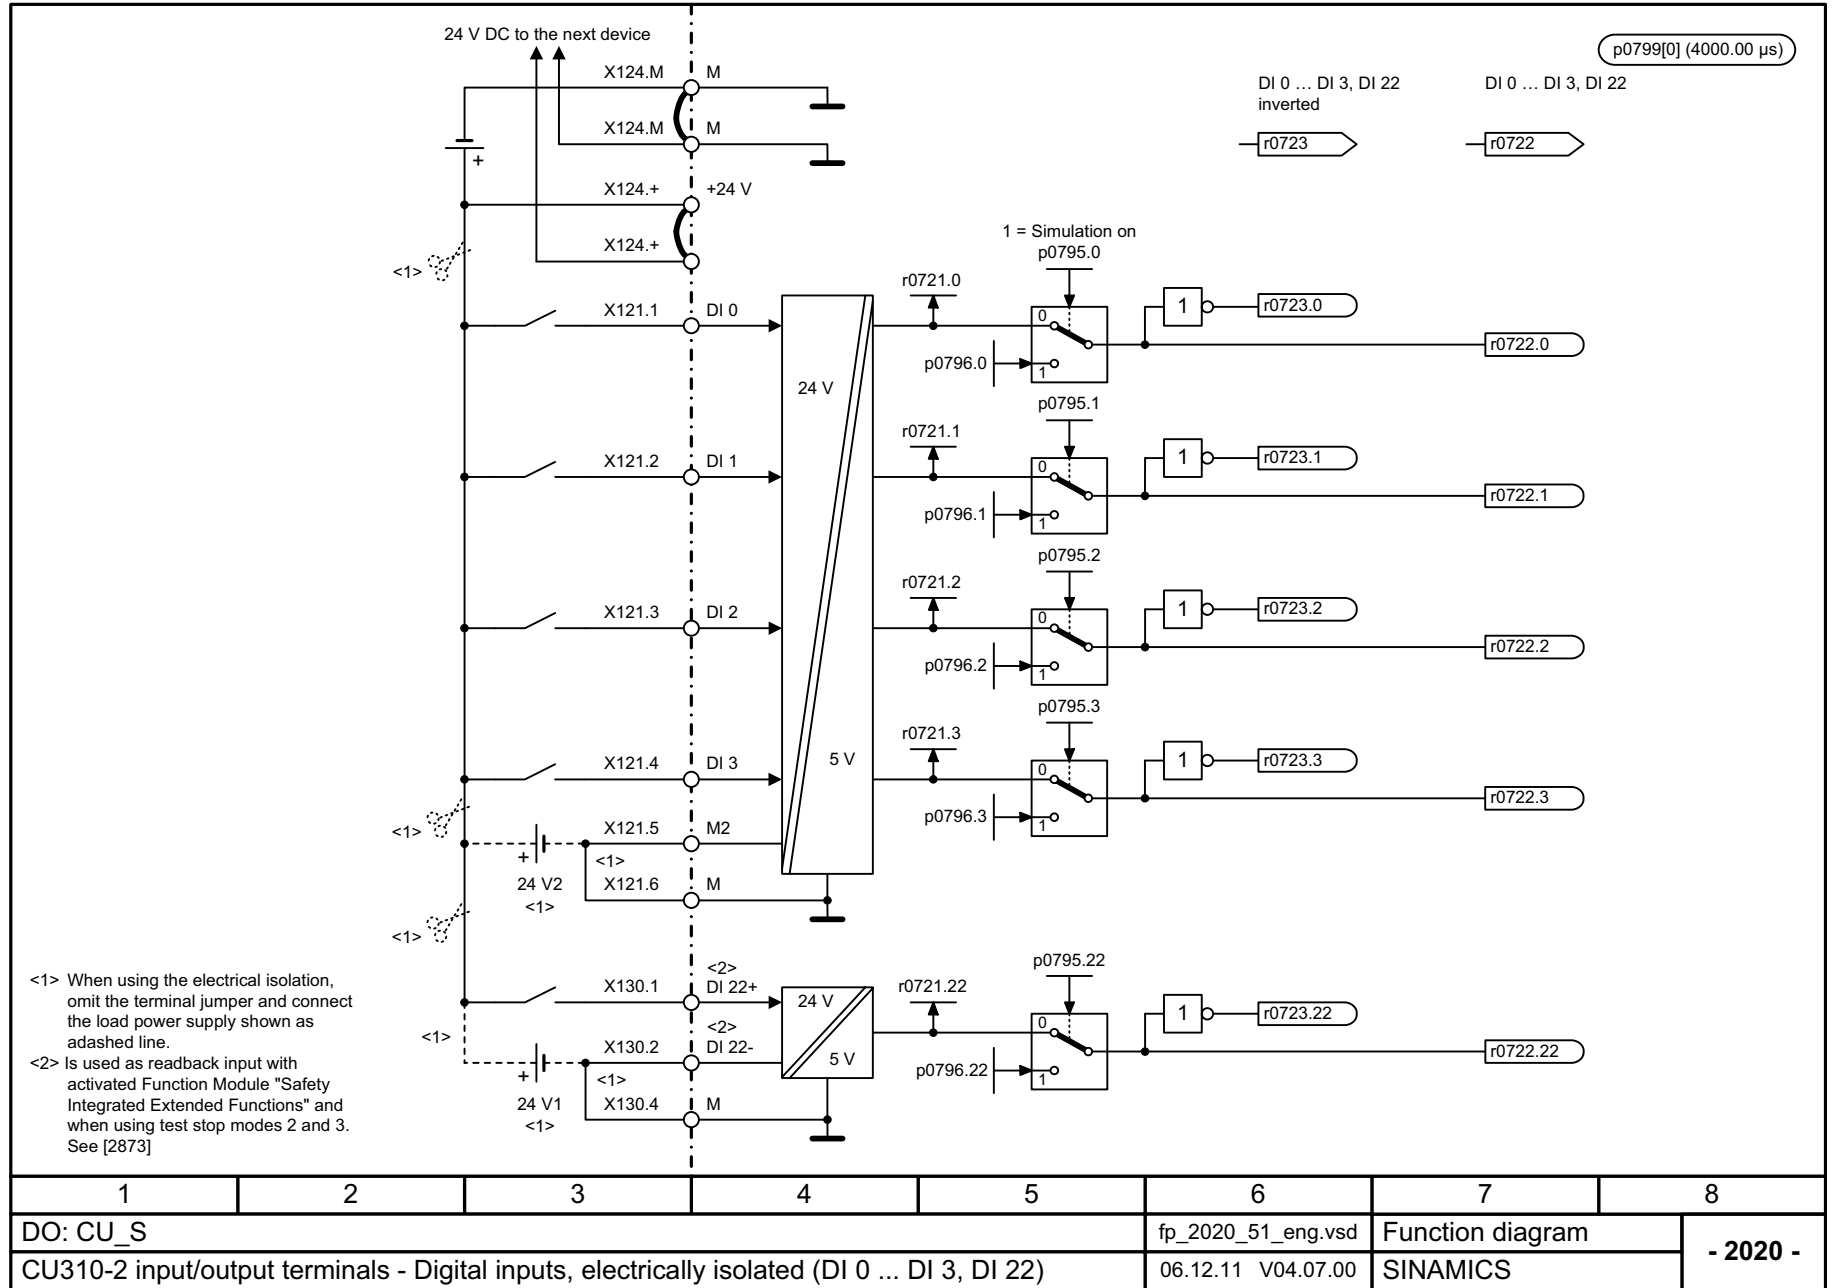 24 V DC to the next device
p0799[0] (4000.00 µs)
X124.M M
DI 0 ... DI 3, DI 22
inverted
DI 0 ... DI 3, DI 22
X124.M M
r0723
r0722
+
X124.+ +24 V
X124.+
<1>
1 = Simulation on
p0795.0
r0721.0
X121.1 DI 0
0
1
r0723.0
r0722.0
p0796.0
1
24 V
p0795.1
r0721.1
X121.2 DI 1
0
1
r0723.1
r0722.1
p0796.1
1
p0795.2
r0721.2
X121.3 DI 2
0
1
r0723.2
r0722.2
p0796.2
1
p0795.3
r0721.3
X121.4 DI 3
5 V
0
1
r0723.3
r0722.3
p0796.3
1
<1>
X121.5 M2
+
<1>
24 V2
X121.6 M
<1>
<1>
p0795.22
<2>
X130.1 DI 22+
24 V
r0721.22
0
1
r0723.22
<2>
<1>
X130.2 DI 22-
5 V
r0722.22
p0796.22
1
+
<1>
24 V1
X130.4 M
<1>
<1> When using the electrical isolation,
omit the terminal jumper and connect
the load power supply shown as
adashed line.
<2> Is used as readback input with
activated Function Module "Safety
Integrated Extended Functions" and
when using test stop modes 2 and 3.
See [2873]
1 2 3 4 5 6 7 8
DO: CU_S
fp_2020_51_eng.vsd
Function diagram
- 2020 -
CU310-2 input/output terminals - Digital inputs, electrically isolated (DI 0 ... DI 3, DI 22)
06.12.11 V04.07.00
SINAMICS